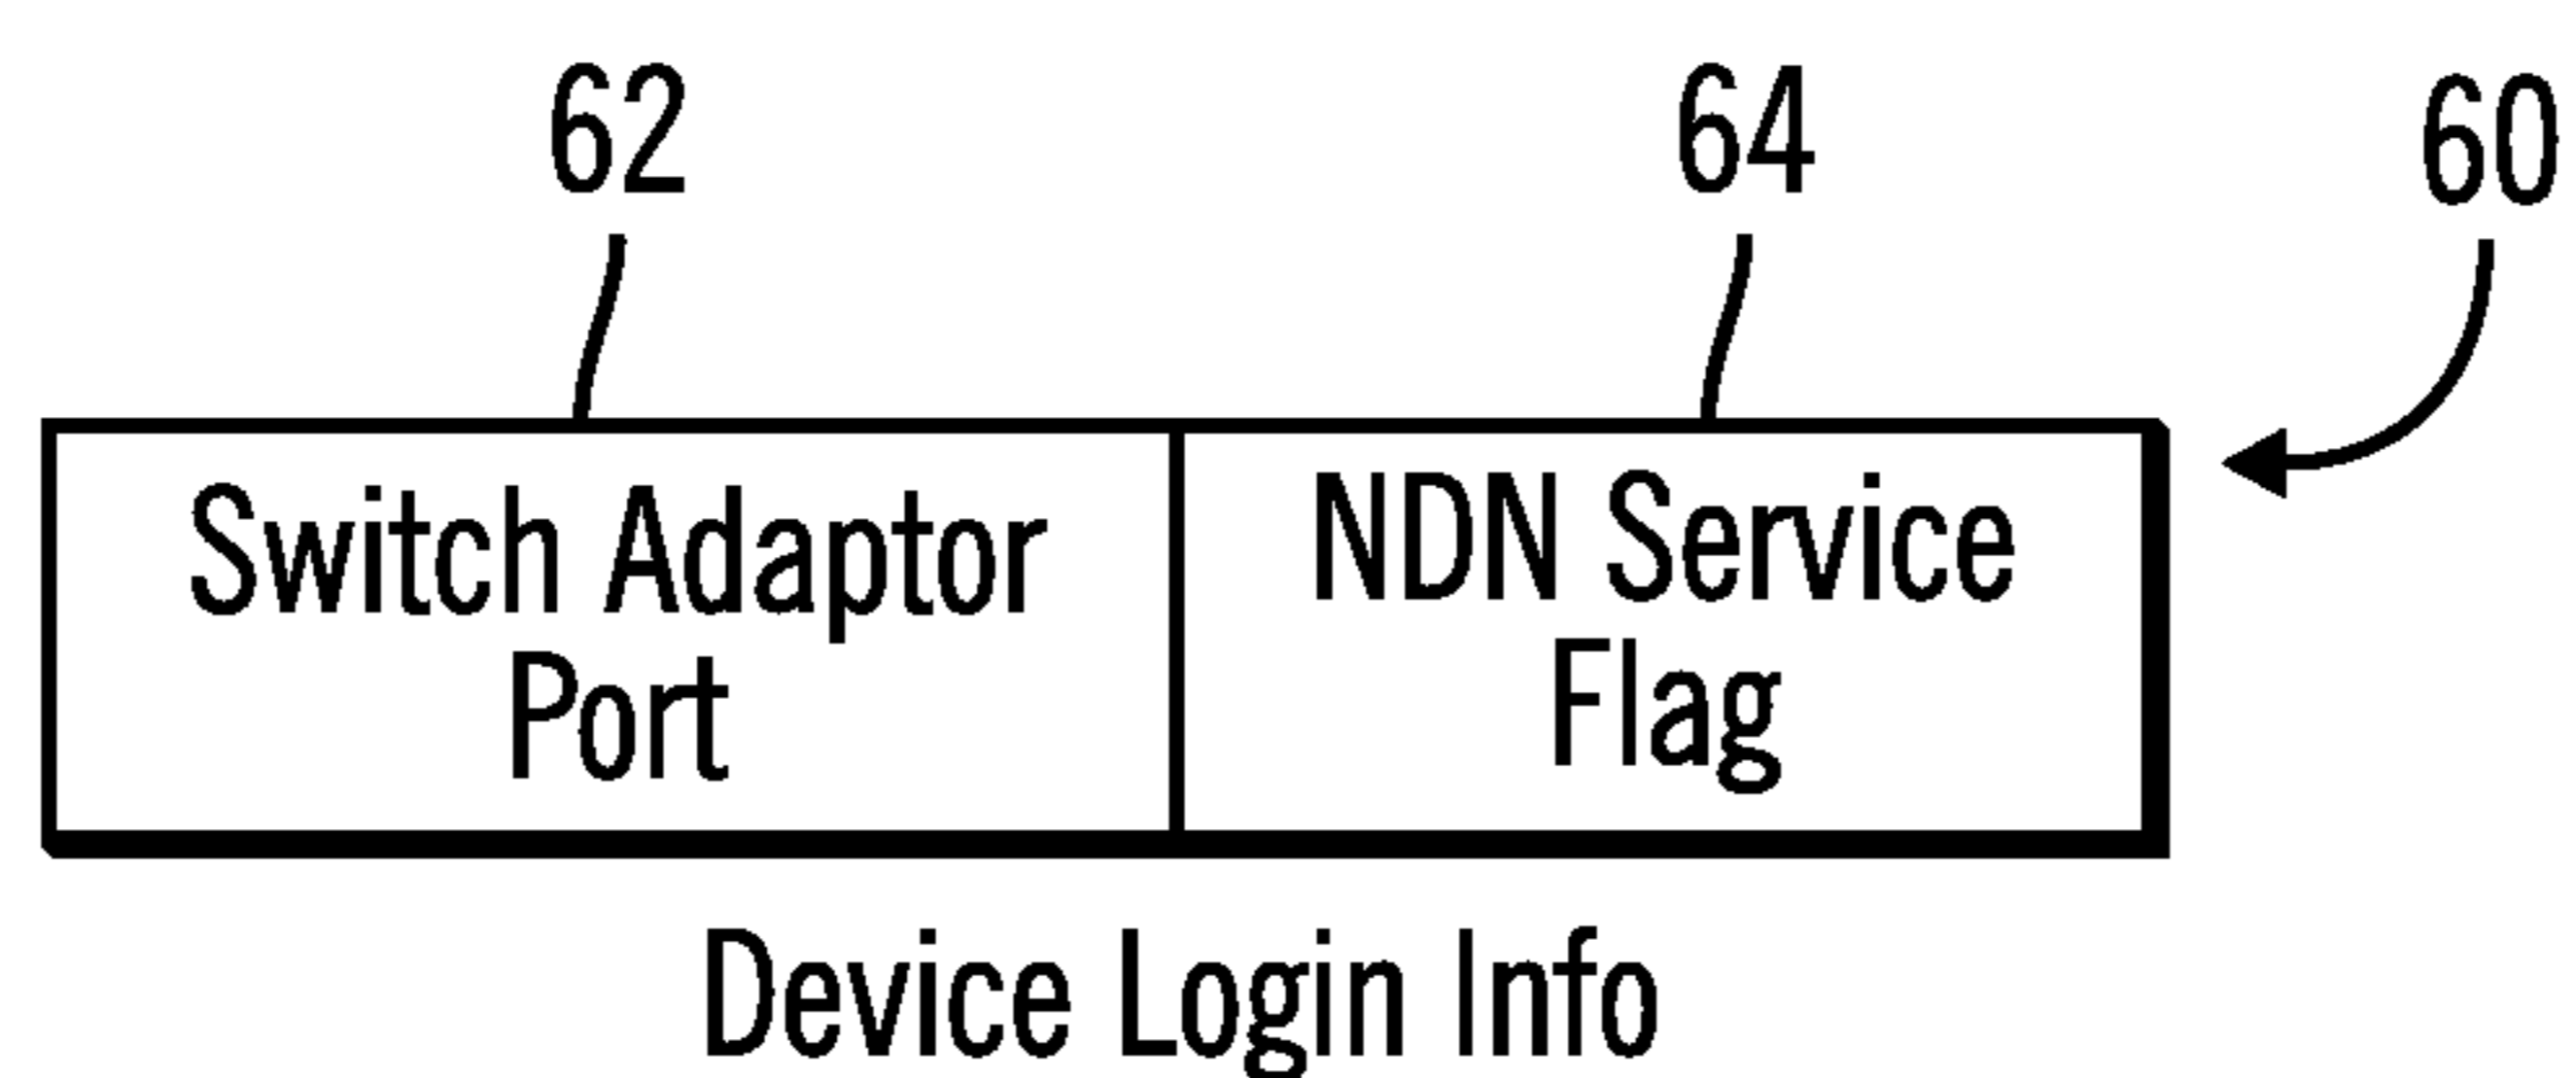 62
64
60
Switch Adaptor
Port
NDN Service
Flag
Device Login Info